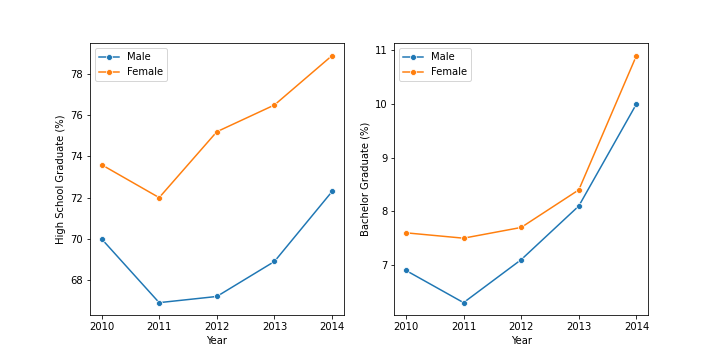 Male
Female
High School Graduate (%)
78
76
74
72
70
68
2010 2011 2012 2013 2014
Year
Male
Female
Bachelor Graduate (%)
11
10
9
8
7
2010 2011 2012 2013 2014
Year